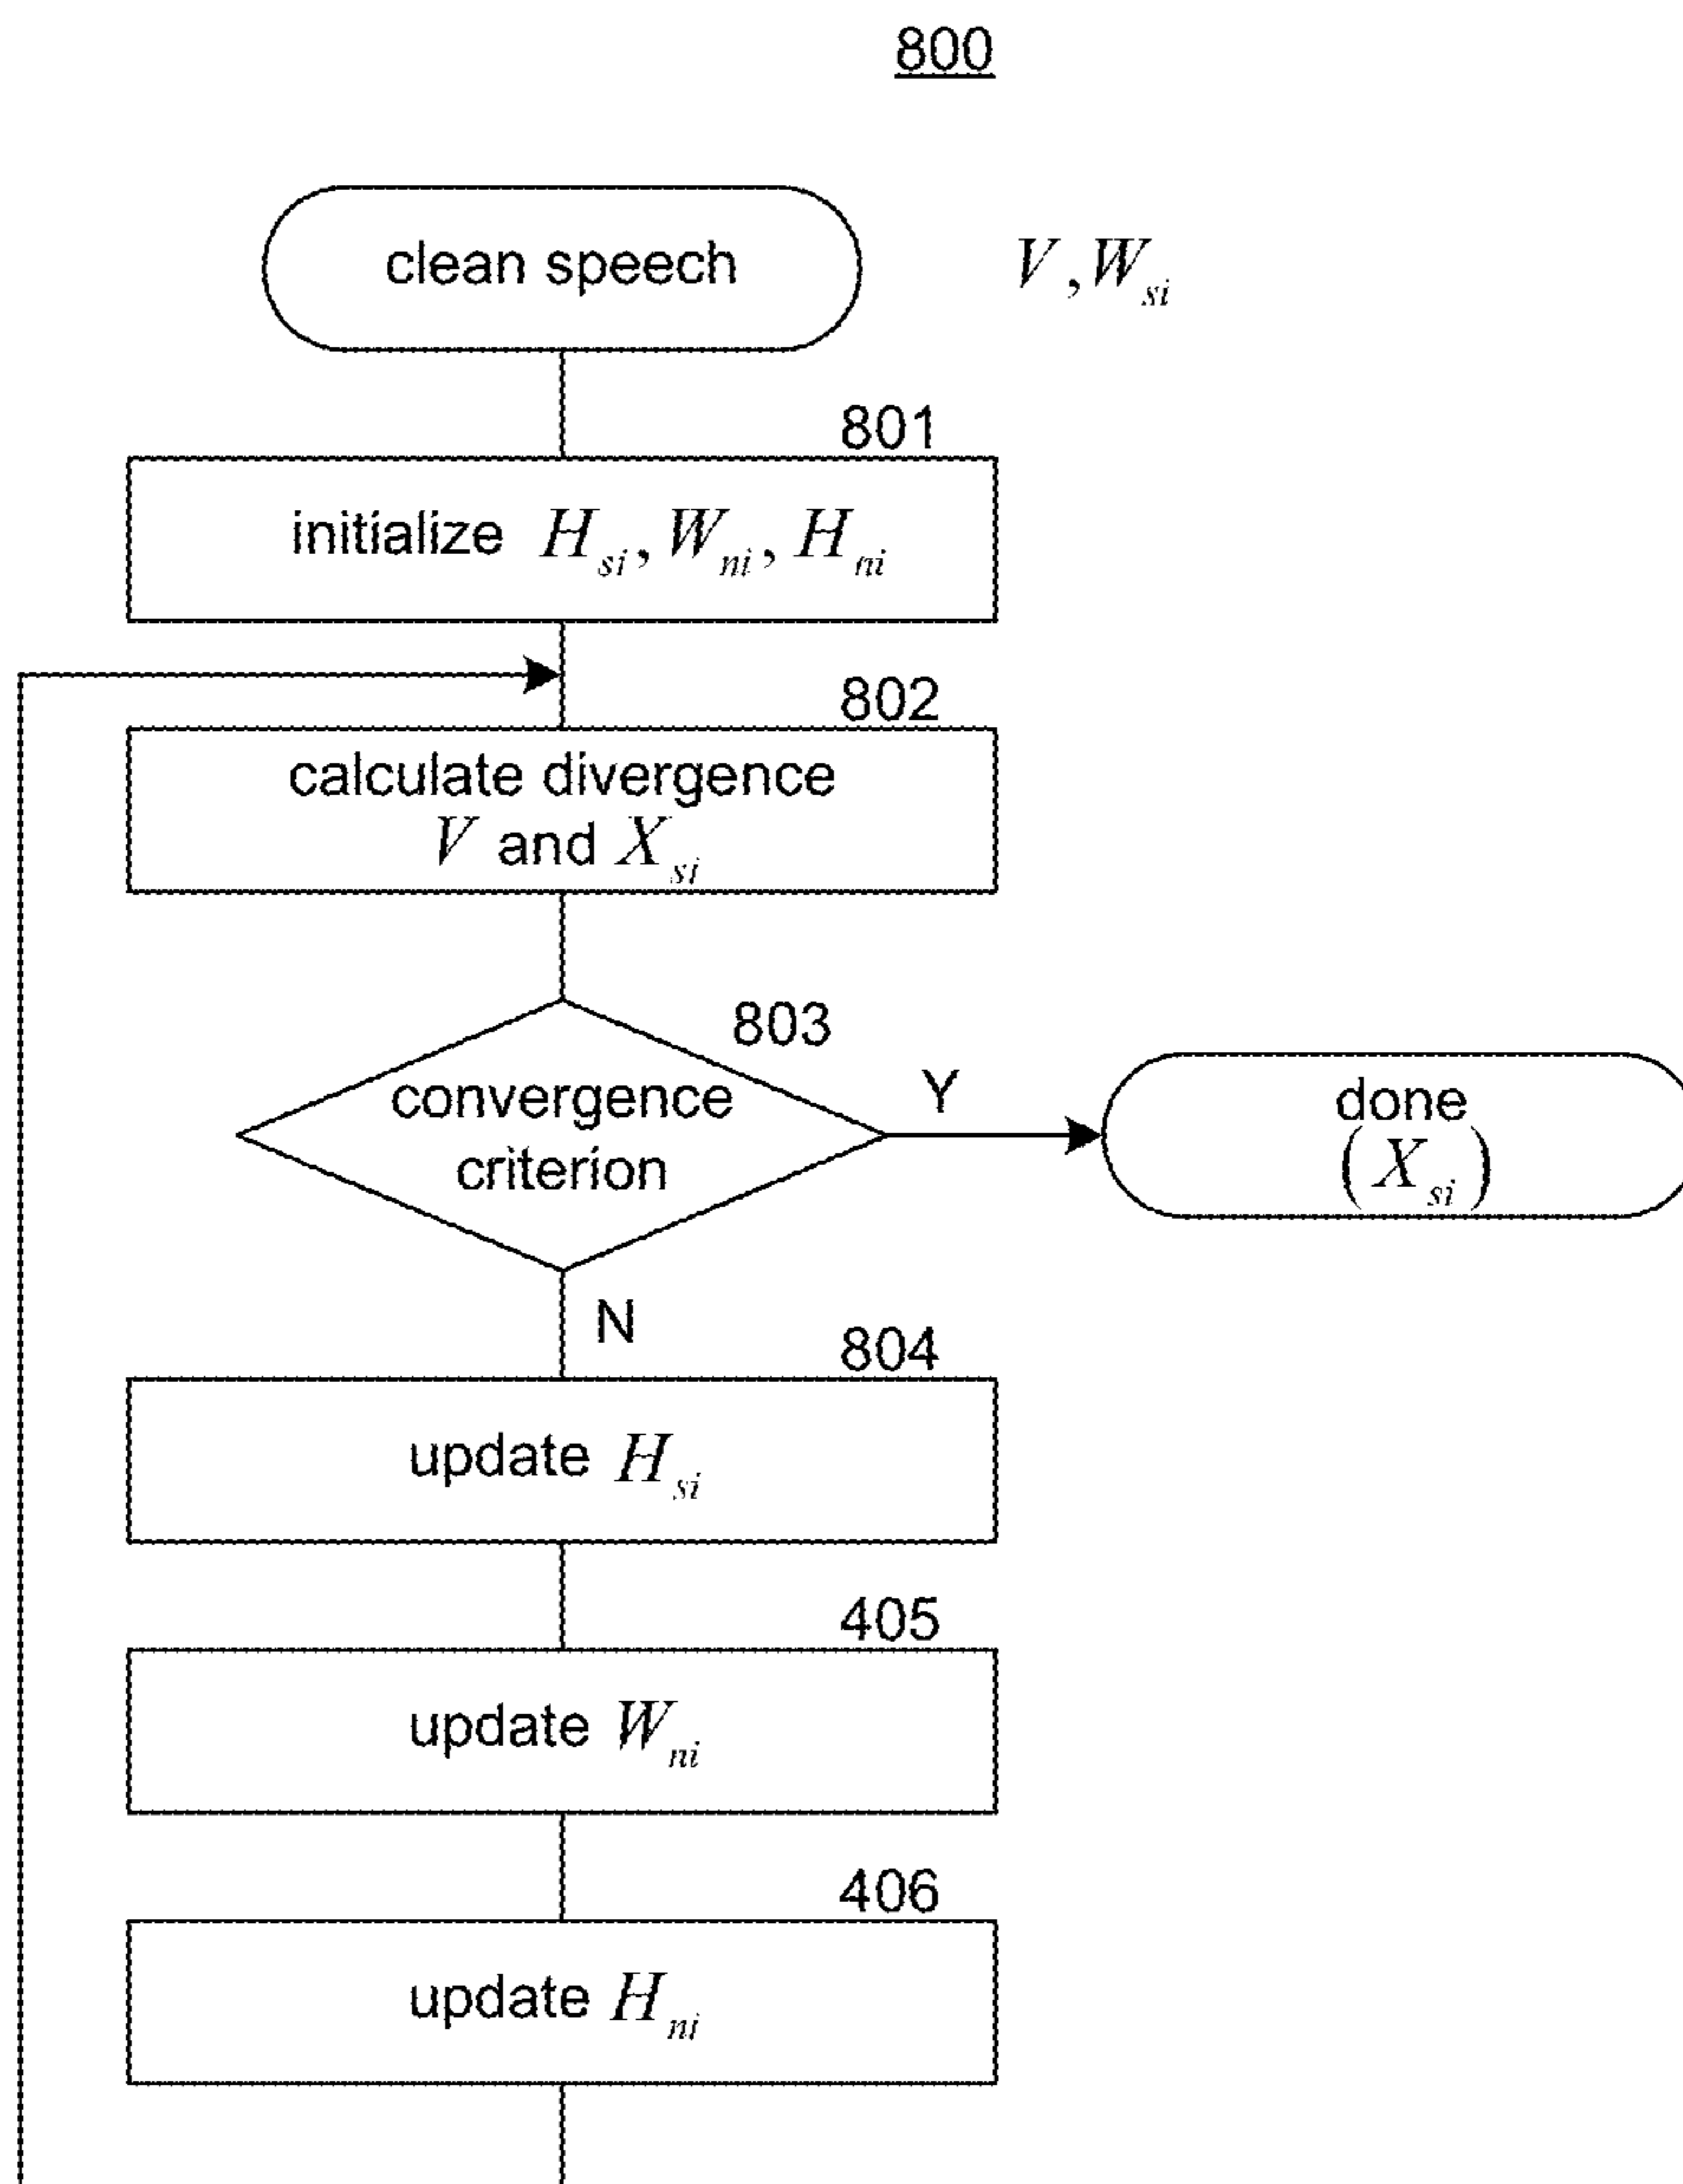 800
clean speech
V, W_si
801
initialize H_si, W_ni, H_ni
802
calculate divergence
V and X_si
803
convergence
criterion
Y
done
(X_si)
N
804
update H_si
405
update W_ni
406
update H_ni